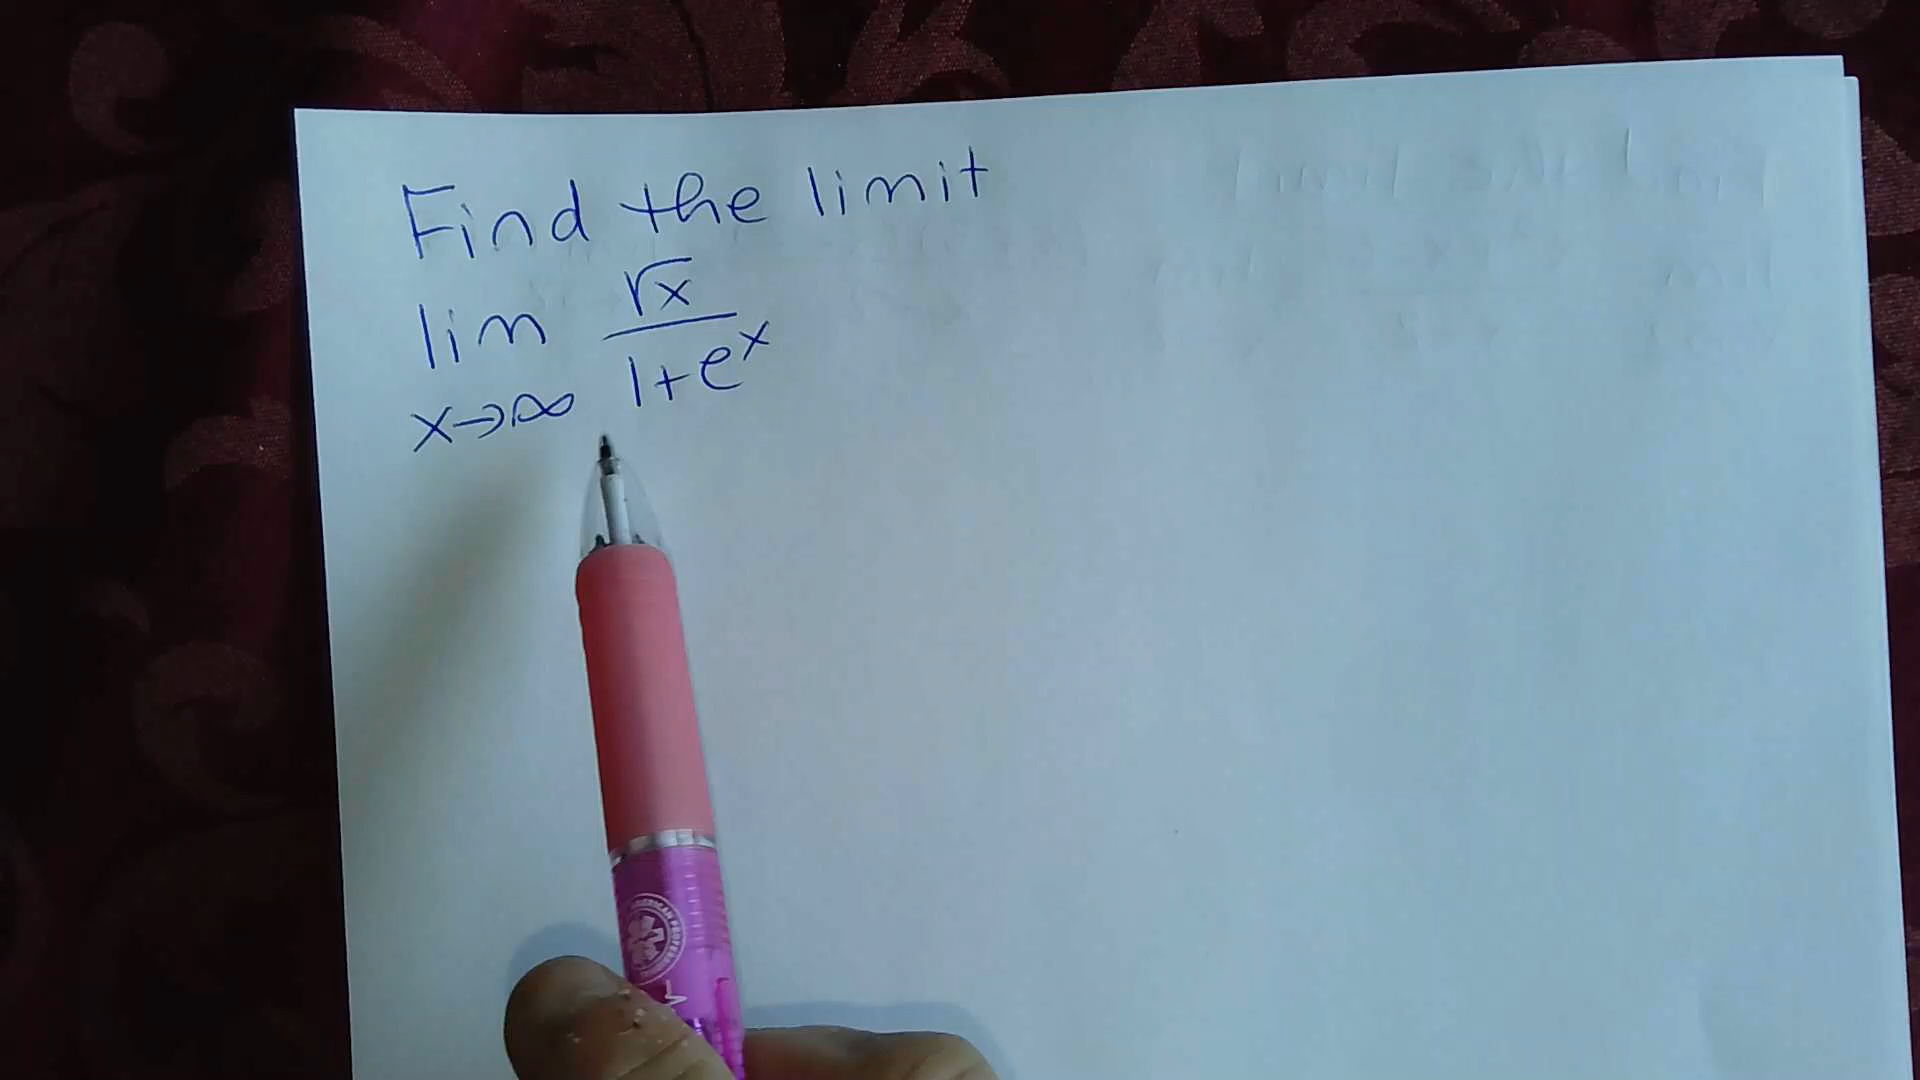 Find the limit
lim √x / 1+e^x
x→∞